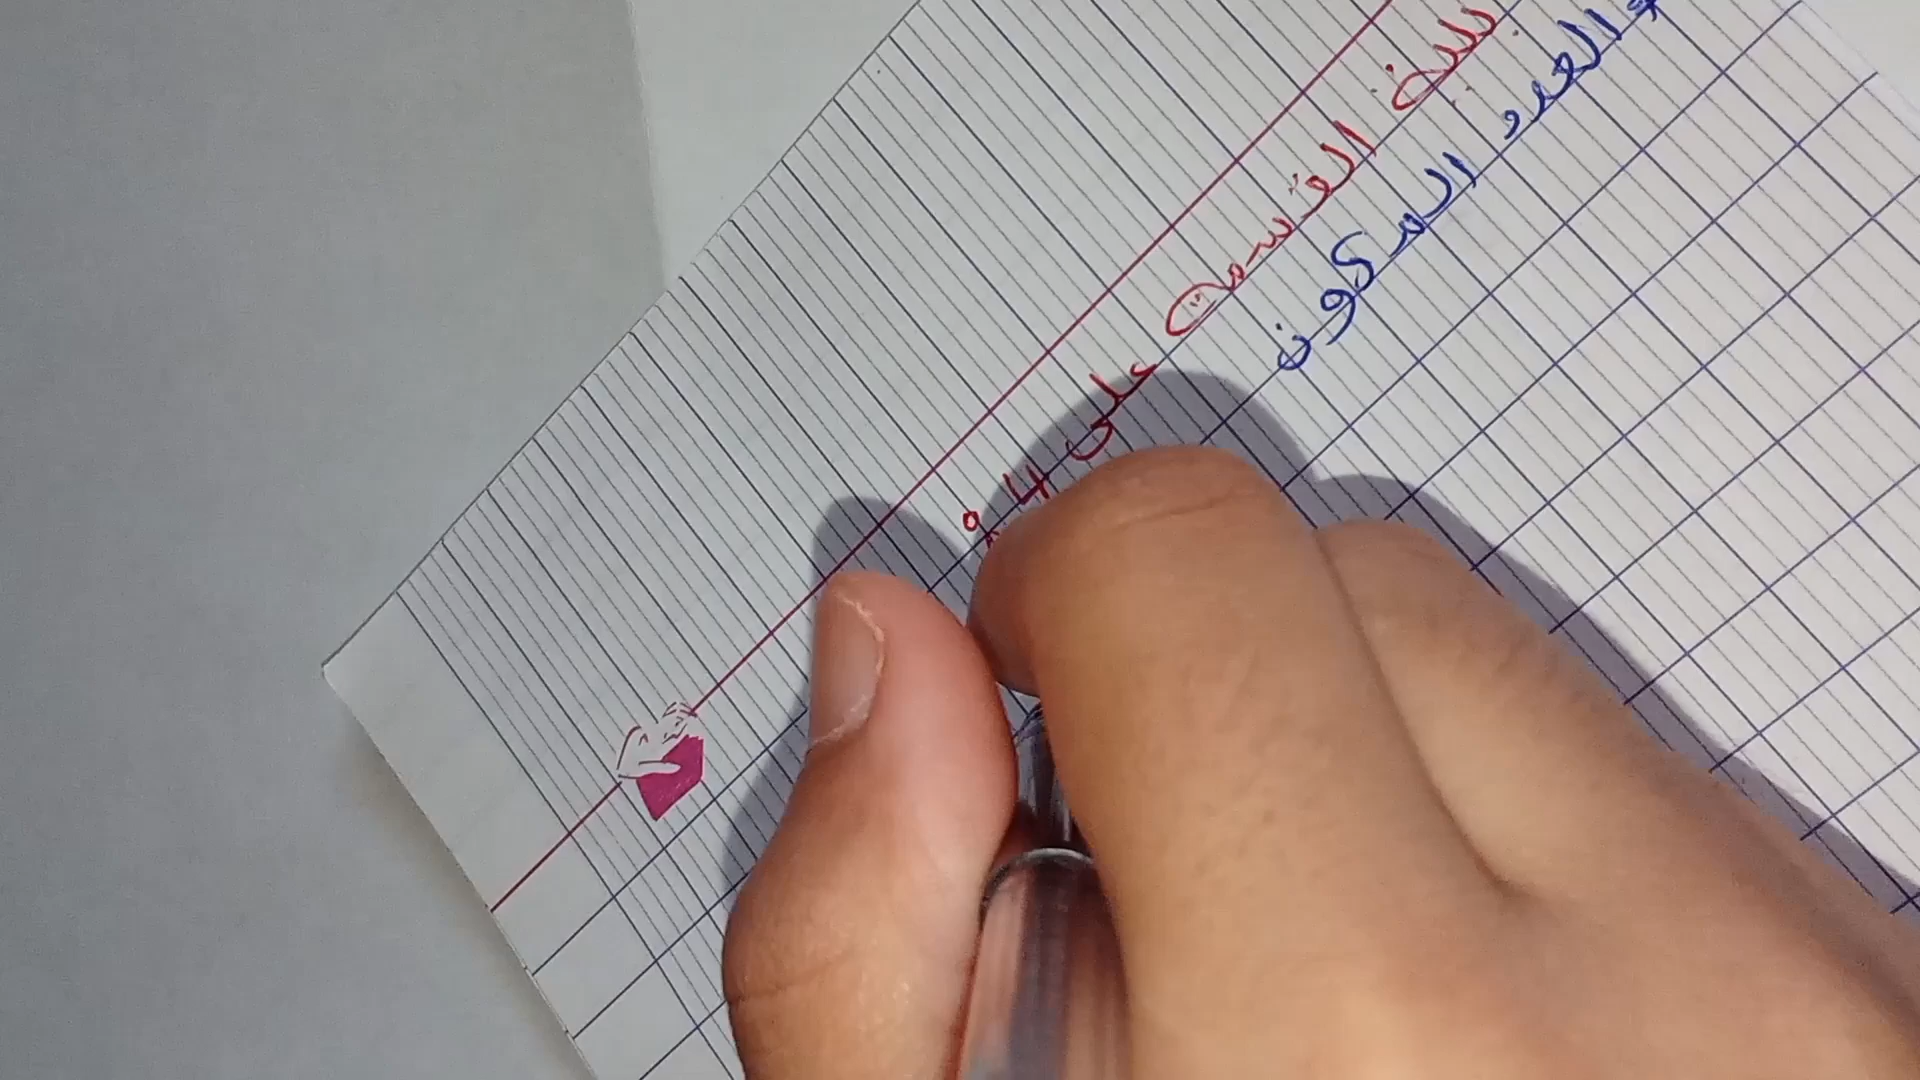 قابلية القسمة على 4 و
العدد المكون